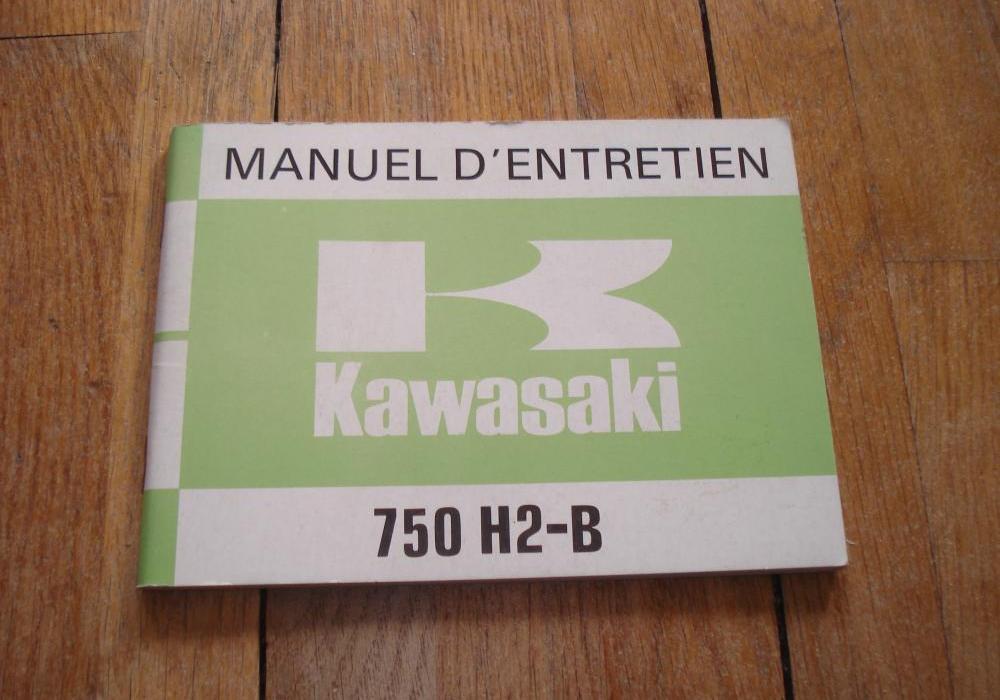 MANUEL D'ENTRETIEN
Kawasaki
750 H2-B